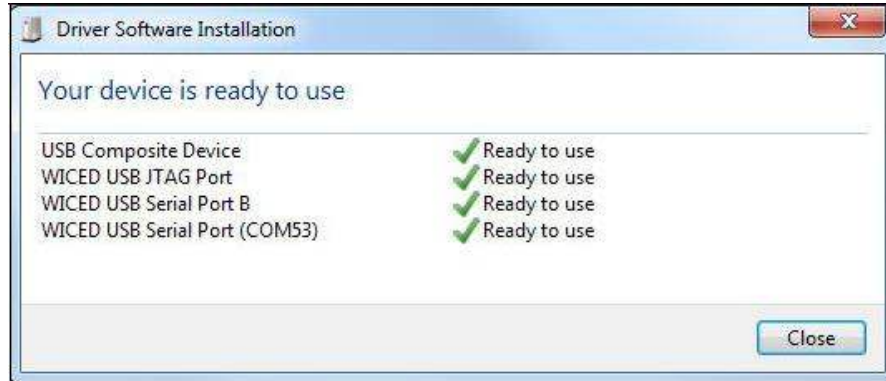 Driver Software Installation
Your device is ready to use
USB Composite Device Ready to use
WICED USB JTAG Port Ready to use
WICED USB Serial Port B Ready to use
WICED USB Serial Port (COM53) Ready to use
Close